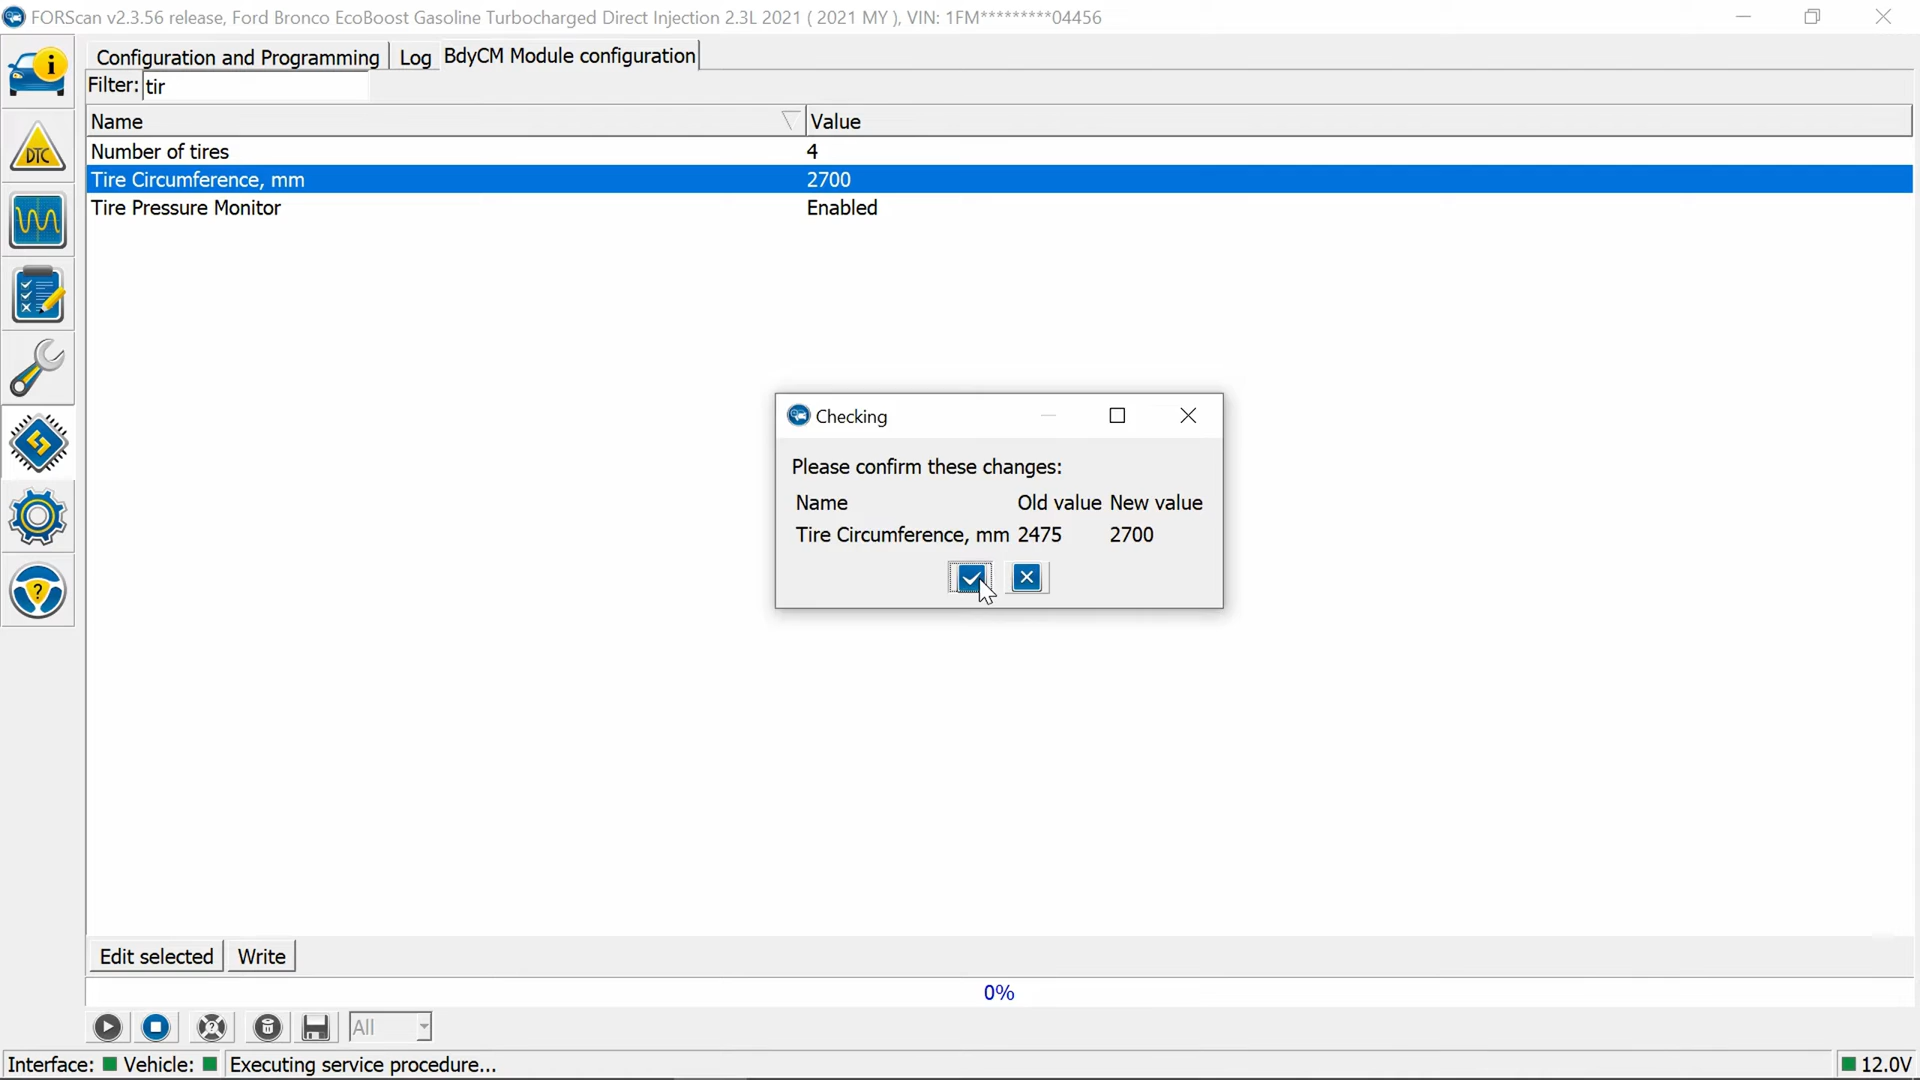 FORScan v2.3.56 release, Ford Bronco EcoBoost Gasoline Turbocharged Direct Injection 2.3L 2021 ( 2021 MY ), VIN: 1FM*********04456
Configuration and Programming Log BdyCM Module configuration
Filter: tir
Name Value
Number of tires 4
Tire Circumference, mm 2700
Tire Pressure Monitor Enabled
DTC
Checking
Please confirm these changes:
Name Old value New value
Tire Circumference, mm 2475 2700
Edit selected Write
0%
All
Interface: Vehicle: Executing service procedure... 12.0V